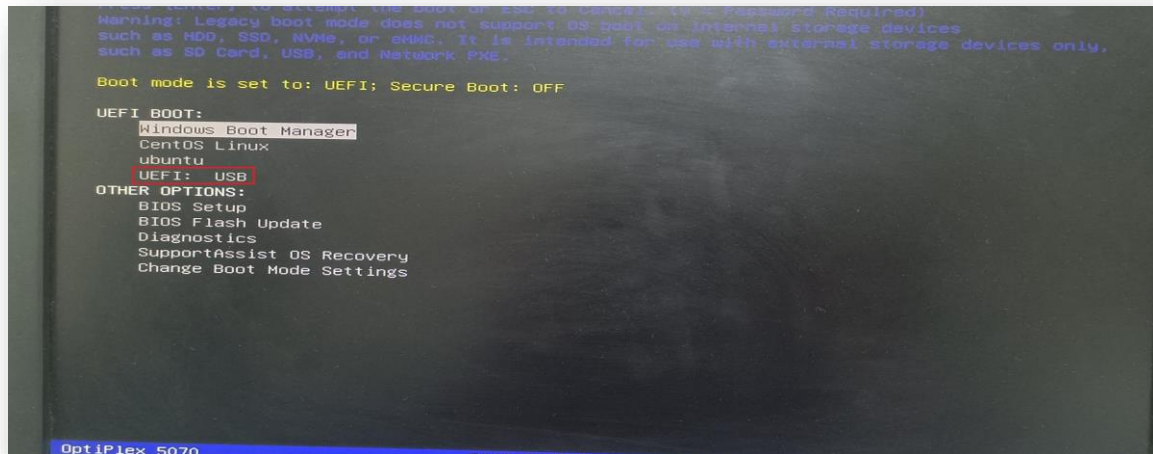 Press [Enter] to attempt the boot or ESC to Cancel. (* = Password Required)
Warning: Legacy boot mode does not support OS boot on internal storage devices
such as HDD, SSD, NVMe, or eMMC. It is intended for use with external storage devices only,
such as SD Card, USB, and Network PXE.
Boot mode is set to: UEFI; Secure Boot: OFF
UEFI BOOT:
Windows Boot Manager
CentOS Linux
ubuntu
UEFI: USB
OTHER OPTIONS:
BIOS Setup
BIOS Flash Update
Diagnostics
SupportAssist OS Recovery
Change Boot Mode Settings
OptiPlex 5070